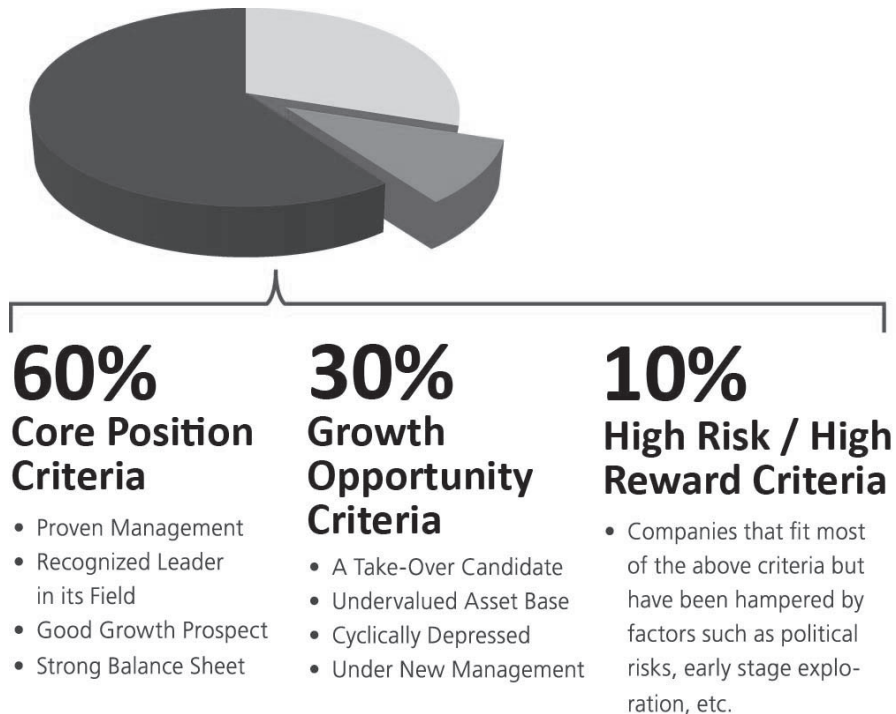 60%
Core Position
Criteria
• Proven Management
• Recognized Leader
in its Field
• Good Growth Prospect
• Strong Balance Sheet
30%
Growth
Opportunity
Criteria
• A Take-Over Candidate
• Undervalued Asset Base
• Cyclically Depressed
• Under New Management
10%
High Risk / High
Reward Criteria
• Companies that fit most
of the above criteria but
have been hampered by
factors such as political
risks, early stage explo-
ration, etc.